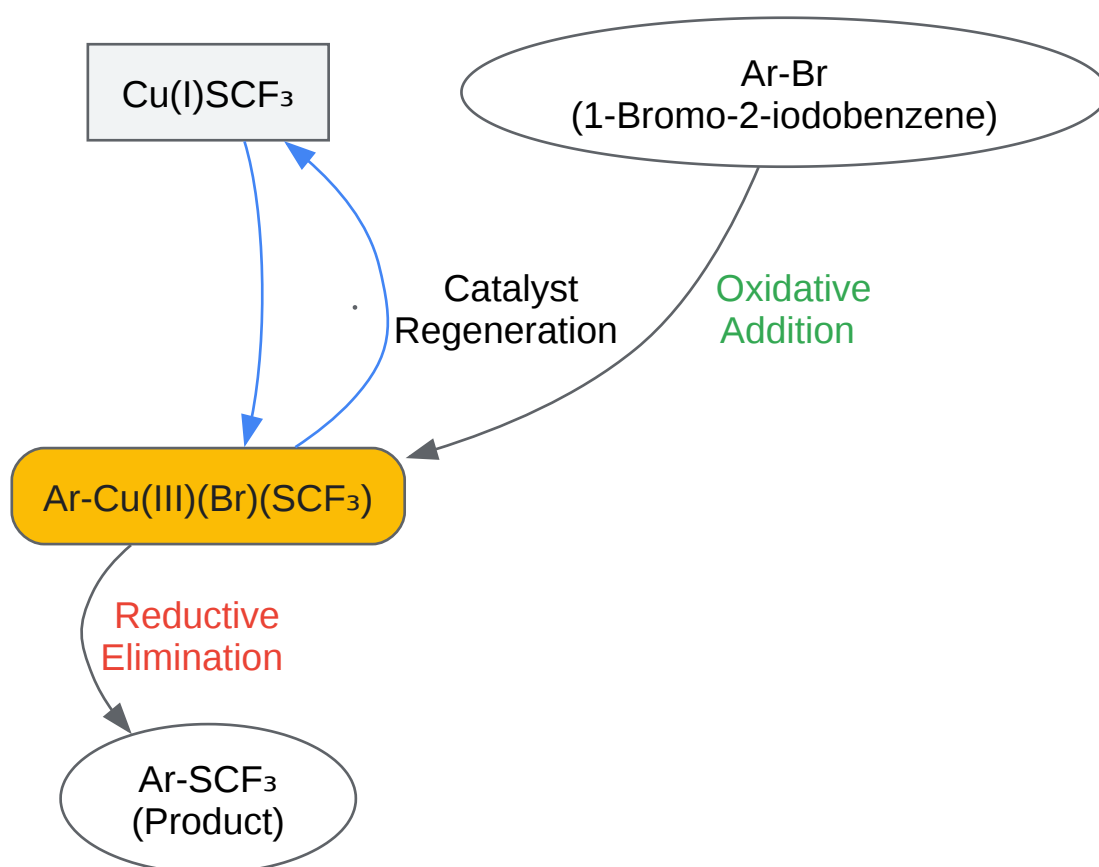 Cu(I)SCF₃
Ar-Br
(1-Bromo-2-iodobenzene)
Catalyst
Regeneration
Oxidative
Addition
Ar-Cu(III)(Br)(SCF₃)
Reductive
Elimination
Ar-SCF₃
(Product)